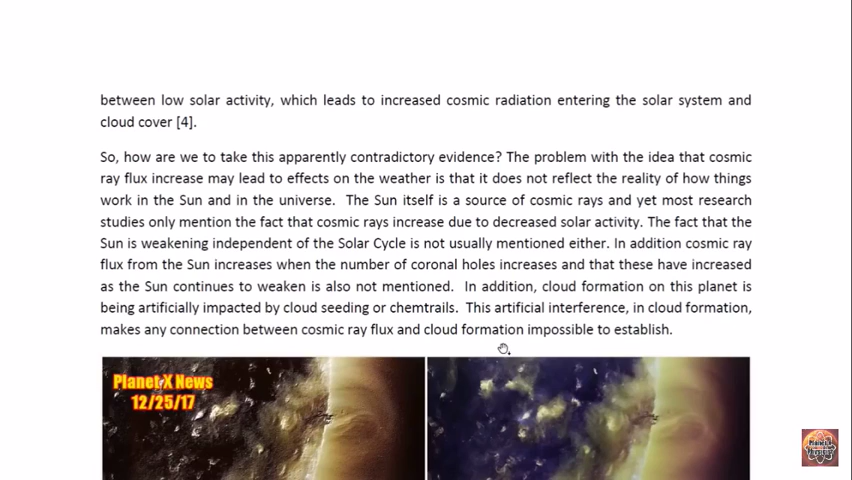 between low solar activity, which leads to increased cosmic radiation entering the solar system and
cloud cover [4].
So, how are we to take this apparently contradictory evidence? The problem with the idea that cosmic
ray flux increase may lead to effects on the weather is that it does not reflect the reality of how things
work in the Sun and in the universe. The Sun itself is a source of cosmic rays and yet most research
studies only mention the fact that cosmic rays increase due to decreased solar activity. The fact that the
Sun is weakening independent of the Solar Cycle is not usually mentioned either. In addition cosmic ray
flux from the Sun increases when the number of coronal holes increases and that these have increased
as the Sun continues to weaken is also not mentioned. In addition, cloud formation on this planet is
being artificially impacted by cloud seeding or chemtrails. This artificial interference, in cloud formation,
makes any connection between cosmic ray flux and cloud formation impossible to establish.
Planet X News
12/25/17
Planet X